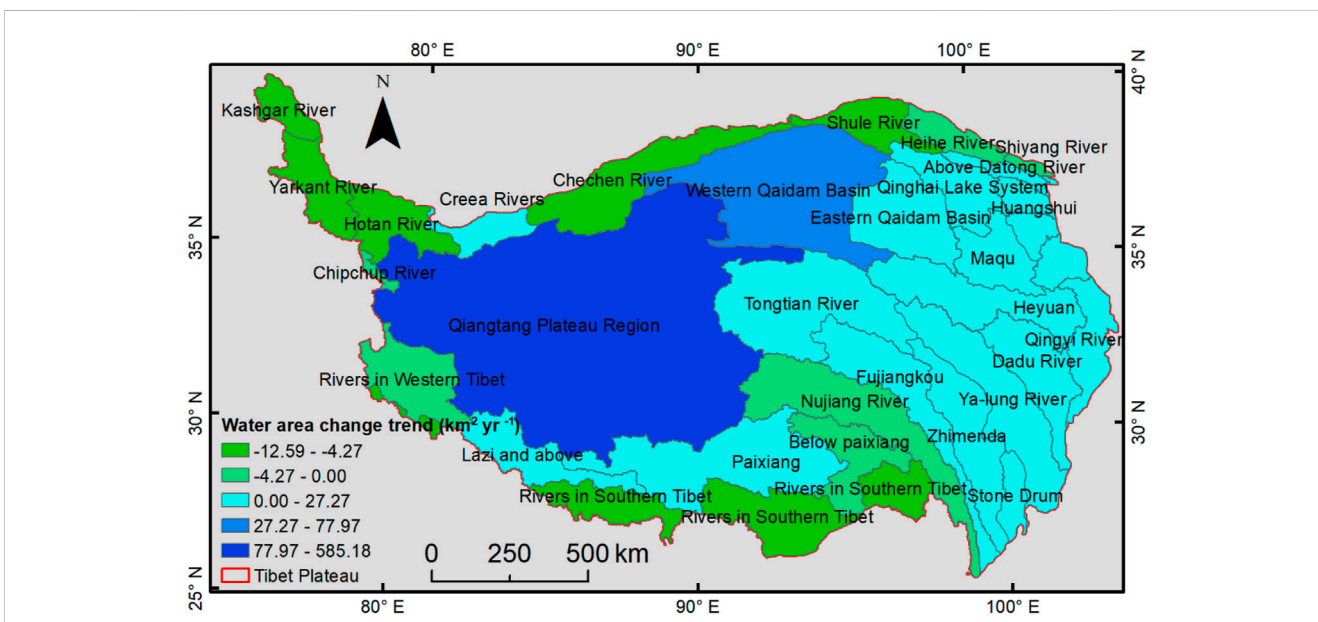 80° E
90° E
100° E
40° N
N
Kashgar River
Shule River
Heihe River
Shiyang River
Above Datong River
Yarkant River
Creea Rivers
Chechen River
Western Qaidam Basin
Qinghai Lake System
Huangshui
Hotan River
Eastern Qaidam Basin
35° N
35° N
Chipchup River
Maqu
Tongtian River
Heyuan
Qiangtang Plateau Region
Qingyi River
Dadu River
Rivers in Western Tibet
Fujiangkou
Nujiang River
Ya-lung River
30° N
30° N
Water area change trend (km² yr -¹)
Below paixiang
Zhimenda
-12.59 - -4.27
Lazi and above
Paixiang
-4.27 - 0.00
Rivers in Southern Tibet
Rivers in Southern Tibet
Stone Drum
0.00 - 27.27
Rivers in Southern Tibet
27.27 - 77.97
77.97 - 585.18
0 250 500 km
Tibet Plateau
25° N
80° E
90° E
100° E